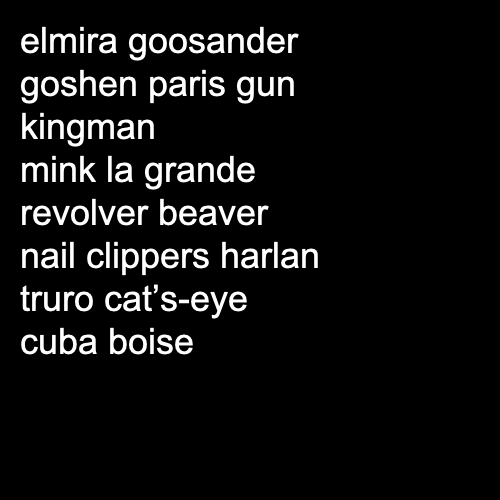 elmira goosander
goshen paris gun
kingman
mink la grande
revolver beaver
nail clippers harlan
truro cat’s-eye
cuba boise